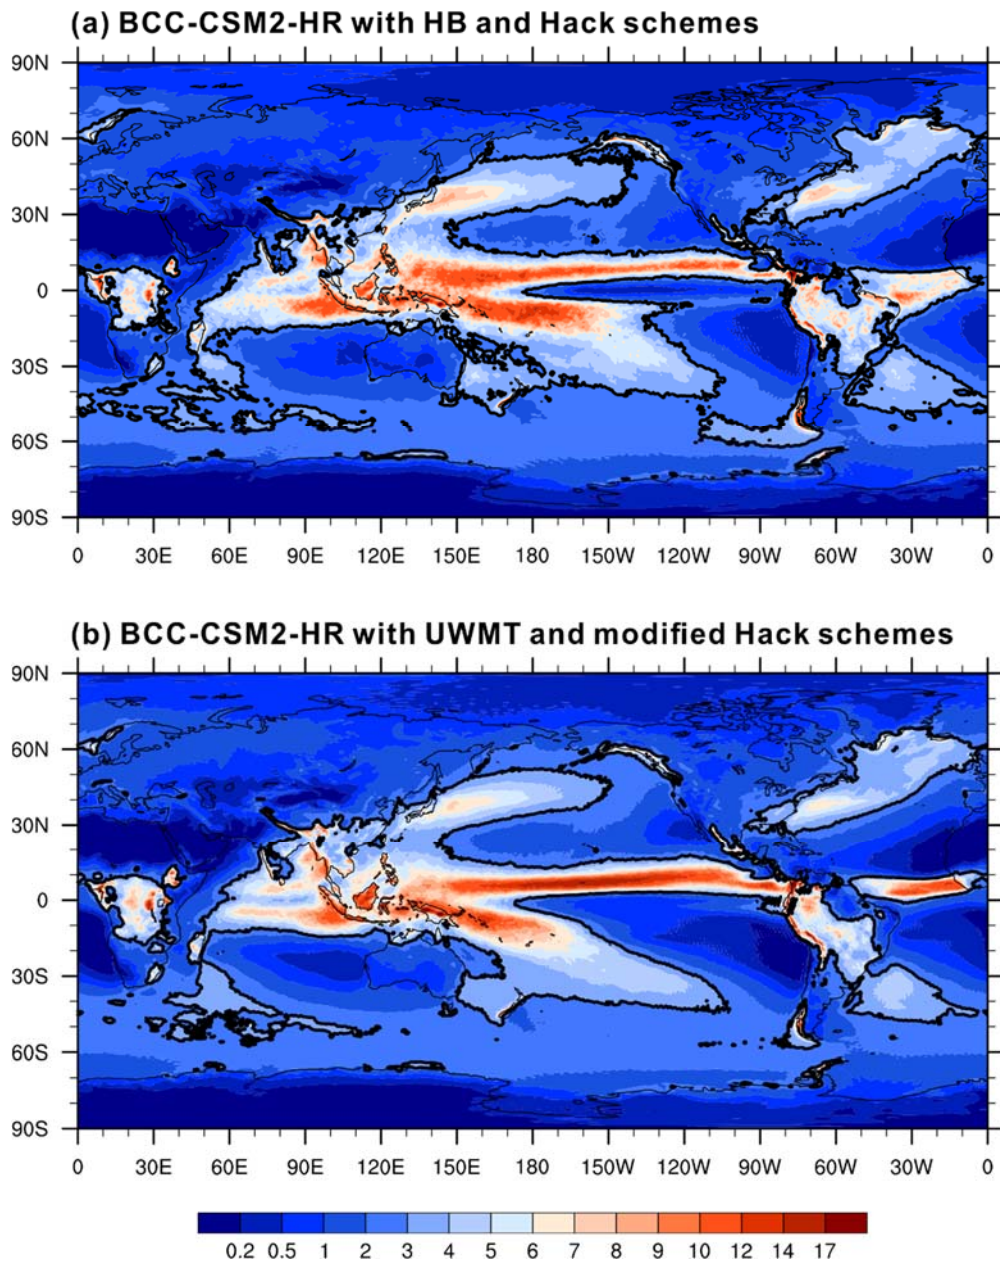 (a) BCC-CSM2-HR with HB and Hack schemes
90N
60N
30N
0
30S
60S
90S
0 30E 60E 90E 120E 150E 180 150W 120W 90W 60W 30W 0
(b) BCC-CSM2-HR with UWMT and modified Hack schemes
90N
60N
30N
0
30S
60S
90S
0 30E 60E 90E 120E 150E 180 150W 120W 90W 60W 30W 0
0.2 0.5 1 2 3 4 5 6 7 8 9 10 12 14 17